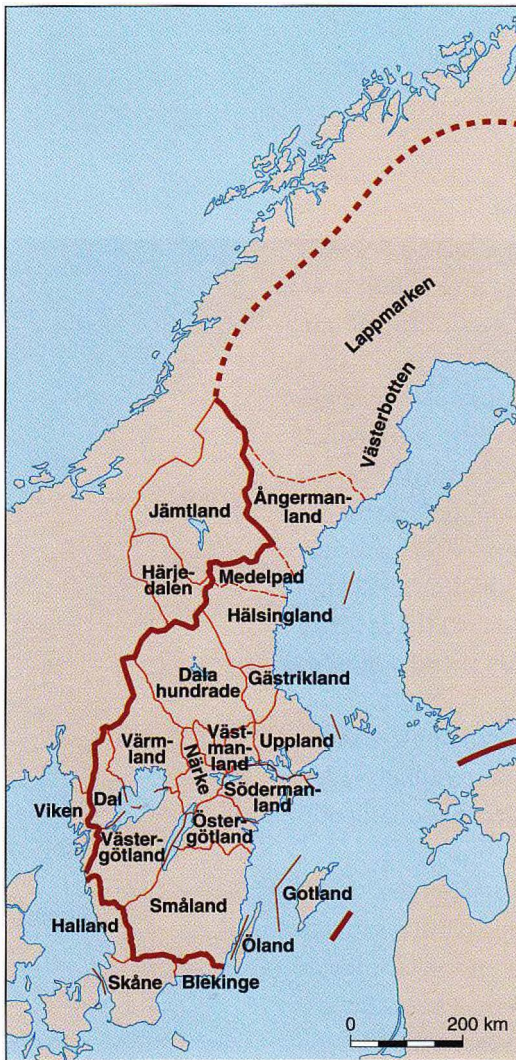 Lappmarken
Västerbotten
Ångerman-
land
Jämtland
Härje-
dalen
Medelpad
Hälsingland
Dala
hundrade
Gästrikland
Värm-
land
Närke
Väst-
man-
land
Uppland
Söderman-
land
Viken
Dal
Öster-
götland
Väster-
götland
Gotland
Småland
Halland
Öland
Skåne
Blekinge
0
200 km